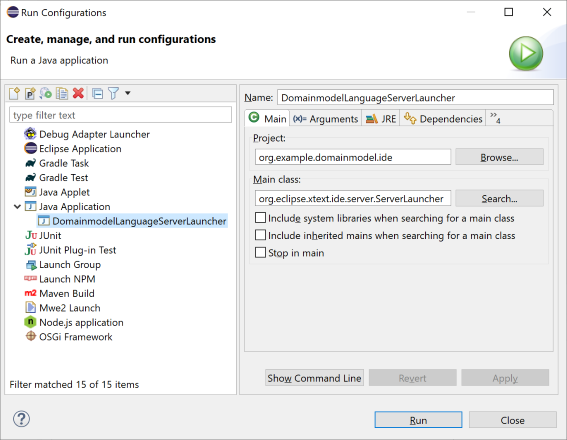 Run Configurations
Create, manage, and run configurations
Run a Java application
type filter text
Debug Adapter Launcher
Eclipse Application
Gradle Task
Gradle Test
Java Applet
Java Application
DomainmodelLanguageServerLauncher
JUnit
JUnit Plug-in Test
Launch Group
Launch NPM
Maven Build
Mwe2 Launch
Node.js application
OSGi Framework
Filter matched 15 of 15 items
Name: DomainmodelLanguageServerLauncher
Main (x)= Arguments JRE Dependencies »4
Project:
org.example.domainmodel.ide Browse...
Main class:
org.eclipse.xtext.ide.server.ServerLauncher Search...
Include system libraries when searching for a main class
Include inherited mains when searching for a main class
Stop in main
Show Command Line Revert Apply
Run Close